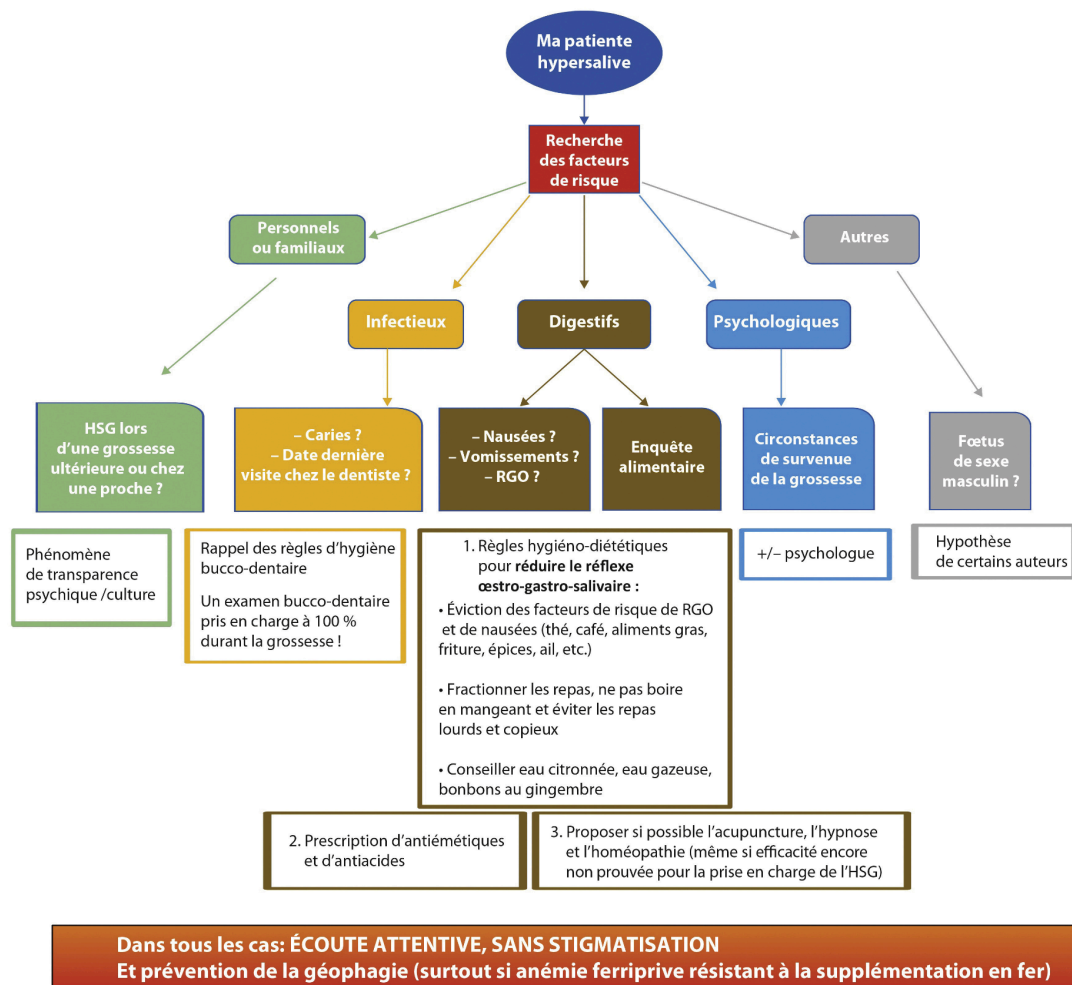 Ma patiente
hypersalive
Recherche
des facteurs
de risque
Personnels
ou familiaux
Autres
Infectieux
Digestifs
Psychologiques
HSG lors
d’une grossesse
ultérieure ou chez
une proche ?
– Caries ?
– Date dernière
visite chez le dentiste ?
– Nausées ?
– Vomissements ?
– RGO ?
Enquête
alimentaire
Circonstances
de survenue
de la grossesse
Fœtus
de sexe
masculin ?
Phénomène
de transparence
psychique /culture
Rappel des règles d’hygiène
bucco-dentaire
Un examen bucco-dentaire
pris en charge à 100 %
durant la grossesse !
1. Règles hygiéno-diététiques
pour réduire le réflexe
œstro-gastro-salivaire :
• Éviction des facteurs de risque de RGO
et de nausées (thé, café, aliments gras,
friture, épices, ail, etc.)
• Fractionner les repas, ne pas boire
en mangeant et éviter les repas
lourds et copieux
• Conseiller eau citronnée, eau gazeuse,
bonbons au gingembre
+/– psychologue
Hypothèse
de certains auteurs
2. Prescription d’antiémétiques
et d’antiacides
3. Proposer si possible l’acupuncture, l’hypnose
et l’homéopathie (même si efficacité encore
non prouvée pour la prise en charge de l’HSG)
Dans tous les cas: ÉCOUTE ATTENTIVE, SANS STIGMATISATION
Et prévention de la géophagie (surtout si anémie ferriprive résistant à la supplémentation en fer)